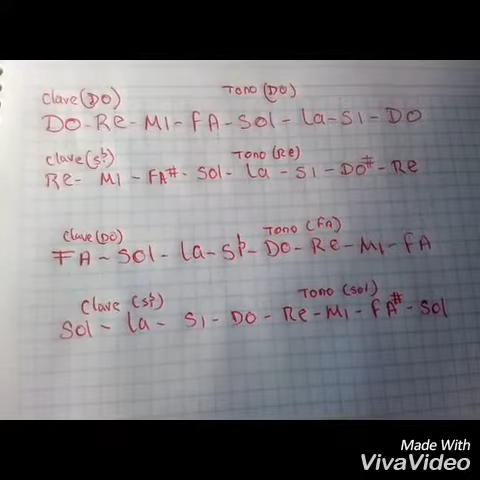 Clave (DO) Tono (DO)
DO - Re - MI - FA - Sol - La - SI - DO
Clave (Sb) Tono (Re)
Re - MI - FA# - Sol - La - SI - DO# - Re
Clave (DO) Tono (Fa)
FA - Sol - La - Sb - DO - Re - MI - FA
Clave (Sb) Tono (Sol)
Sol - La - SI - DO - Re - MI - FA# - Sol
Made With
VivaVideo